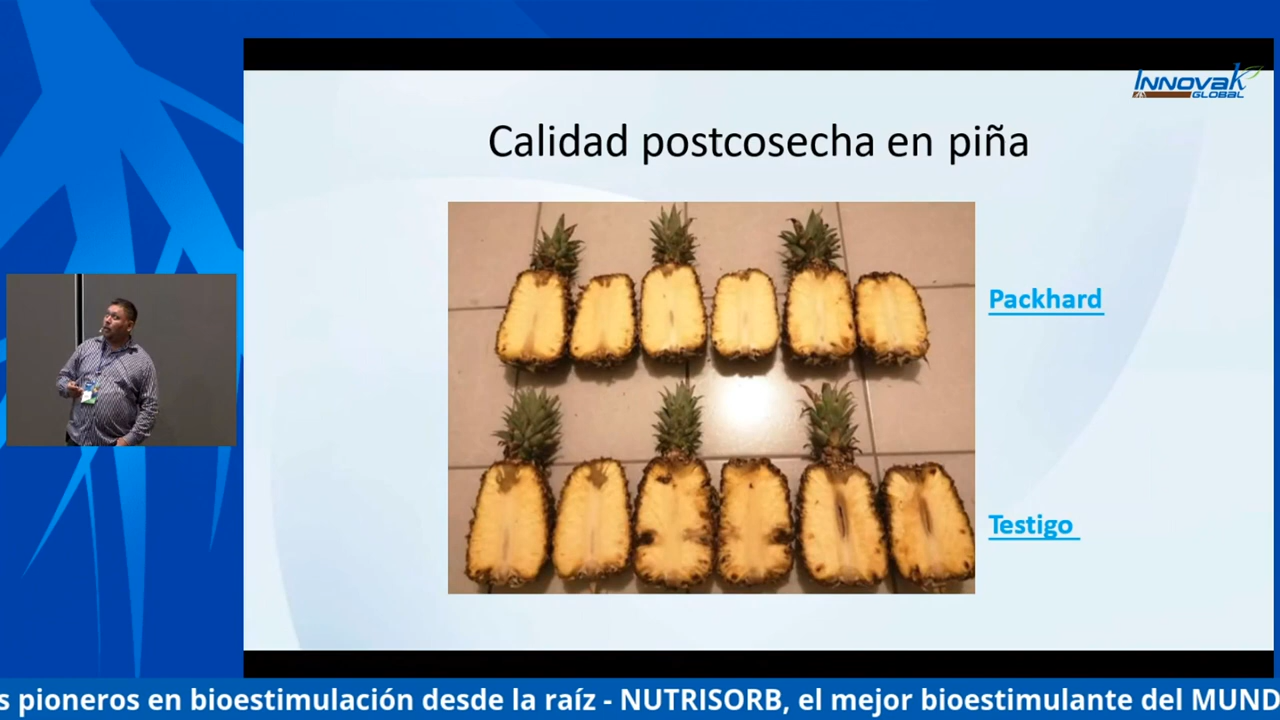 Innovak
GLOBAL
Calidad postcosecha en piña
Packhard
Testigo
s pioneros en bioestimulación desde la raíz - NUTRISORB, el mejor bioestimulante del MUND